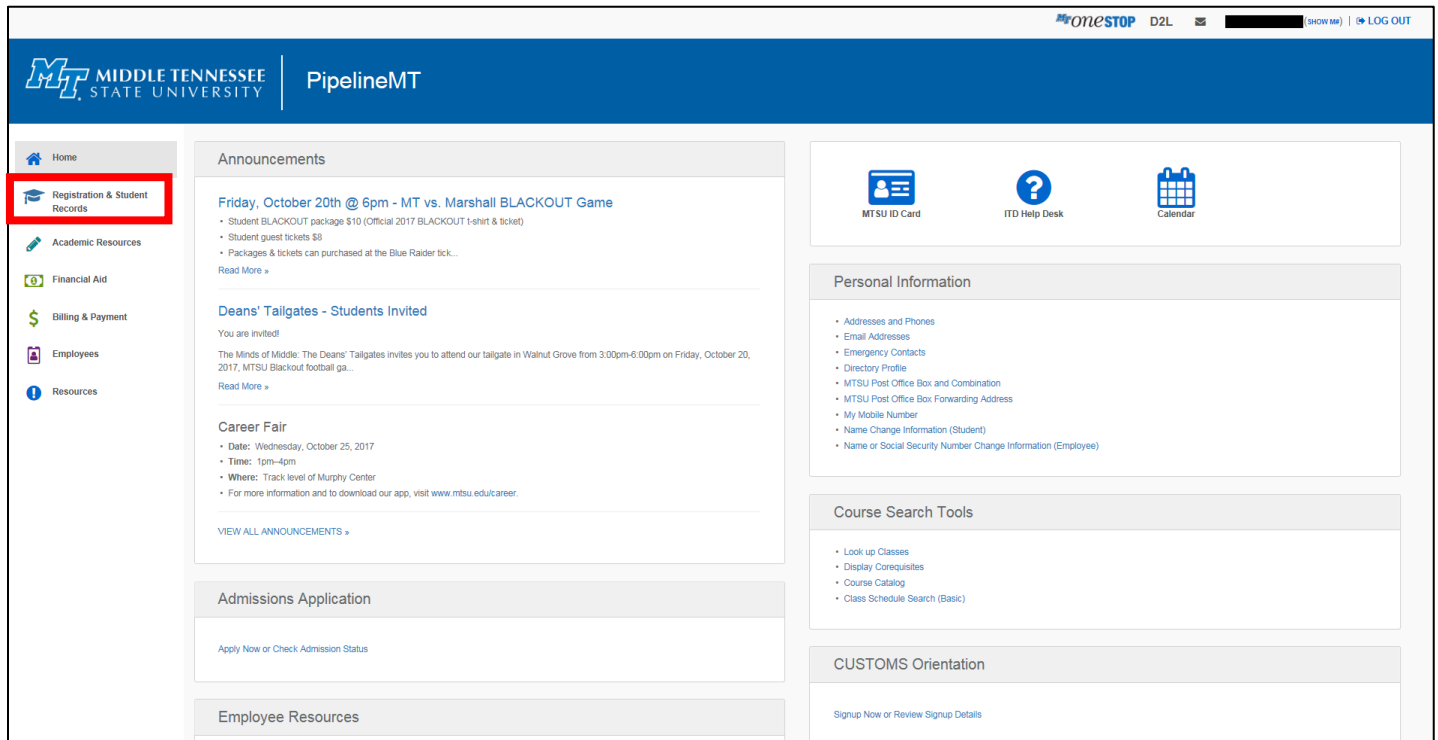 MT ONESTOP D2L (SHOW M#) | LOG OUT
MT MIDDLE TENNESSEE
STATE UNIVERSITY
PipelineMT
Home
Registration & Student
Records
Academic Resources
Financial Aid
Billing & Payment
Employees
Resources
Announcements
Friday, October 20th @ 6pm - MT vs. Marshall BLACKOUT Game
• Student BLACKOUT package $10 (Official 2017 BLACKOUT t-shirt & ticket)
• Student guest tickets $8
• Packages & tickets can purchased at the Blue Raider tick...
Read More »
Deans' Tailgates - Students Invited
You are invited!
The Minds of Middle: The Deans' Tailgates invites you to attend our tailgate in Walnut Grove from 3:00pm-6:00pm on Friday, October 20,
2017, MTSU Blackout football ga...
Read More »
Career Fair
• Date: Wednesday, October 25, 2017
• Time: 1pm–4pm
• Where: Track level of Murphy Center
• For more information and to download our app, visit www.mtsu.edu/career.
VIEW ALL ANNOUNCEMENTS »
Admissions Application
Apply Now or Check Admission Status
Employee Resources
MTSU ID Card
ITD Help Desk
Calendar
Personal Information
• Addresses and Phones
• Email Addresses
• Emergency Contacts
• Directory Profile
• MTSU Post Office Box and Combination
• MTSU Post Office Box Forwarding Address
• My Mobile Number
• Name Change Information (Student)
• Name or Social Security Number Change Information (Employee)
Course Search Tools
• Look up Classes
• Display Corequisites
• Course Catalog
• Class Schedule Search (Basic)
CUSTOMS Orientation
Signup Now or Review Signup Details